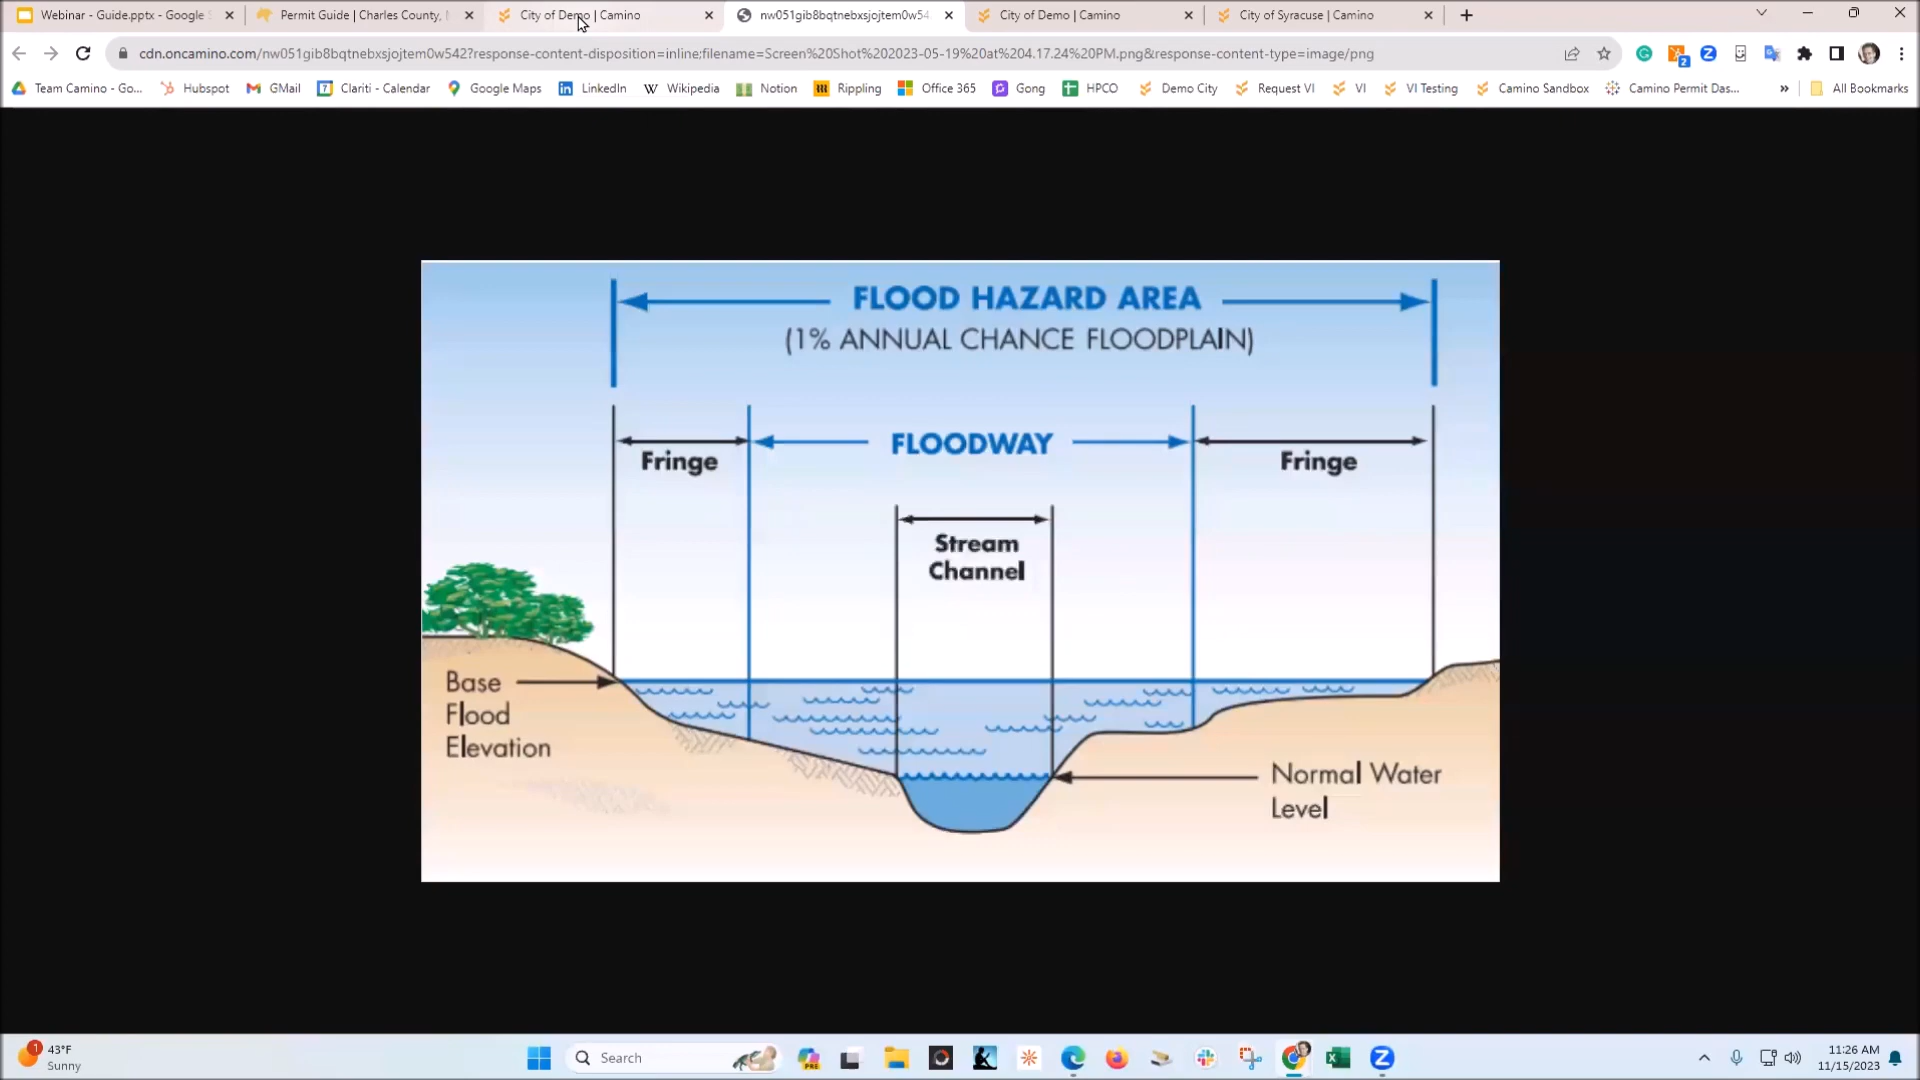 Webinar - Guide.pptx - Google S
Permit Guide | Charles County, M
City of Demo | Camino
nw051gib8bqtnebxsjojtem0w54
City of Demo | Camino
City of Syracuse | Camino
cdn.oncamino.com/nw051gib8bqtnebxsjojtem0w542?response-content-disposition=inline;filename=Screen%20Shot%202023-05-19%20at%204.17.24%20PM.png&response-content-type=image/png
2
Team Camino - Go...
Hubspot
GMail
7
Clariti - Calendar
Google Maps
LinkedIn
W
Wikipedia
Notion
Rippling
Office 365
Gong
HPCO
Demo City
Request VI
VI
VI Testing
Camino Sandbox
Camino Permit Das...
»
All Bookmarks
FLOOD HAZARD AREA
(1% ANNUAL CHANCE FLOODPLAIN)
FLOODWAY
Fringe
Fringe
Stream
Channel
Base
Flood
Elevation
Normal Water
Level
1
43°F
Sunny
Search
PRE
11:26 AM
11/15/2023